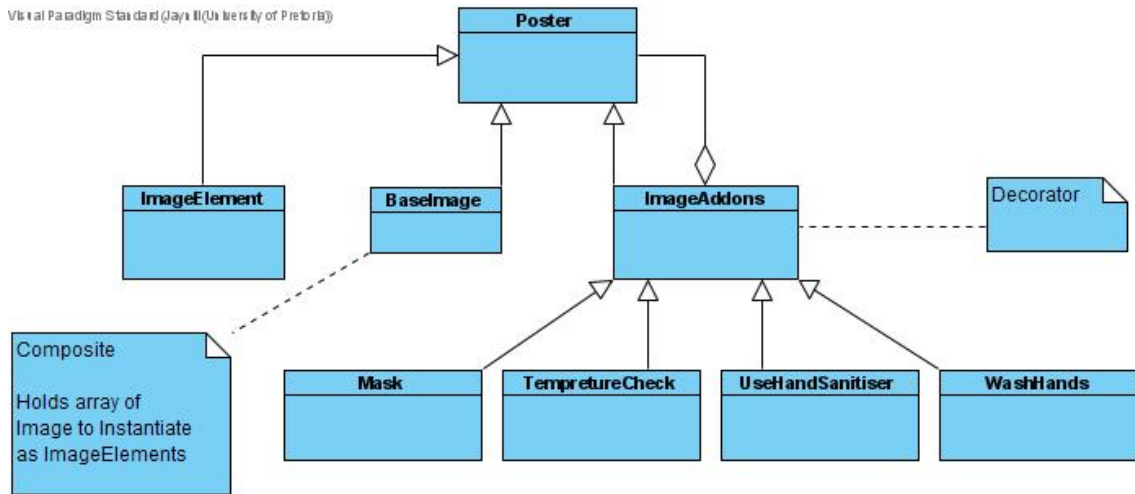 Visual Paradigm Standard (Jaynill(University of Pretoria))
Poster
ImageElement
BaseImage
ImageAddons
Decorator
Composite
Holds array of
Image to Instantiate
as ImageElements
Mask
TempretureCheck
UseHandSanitiser
WashHands